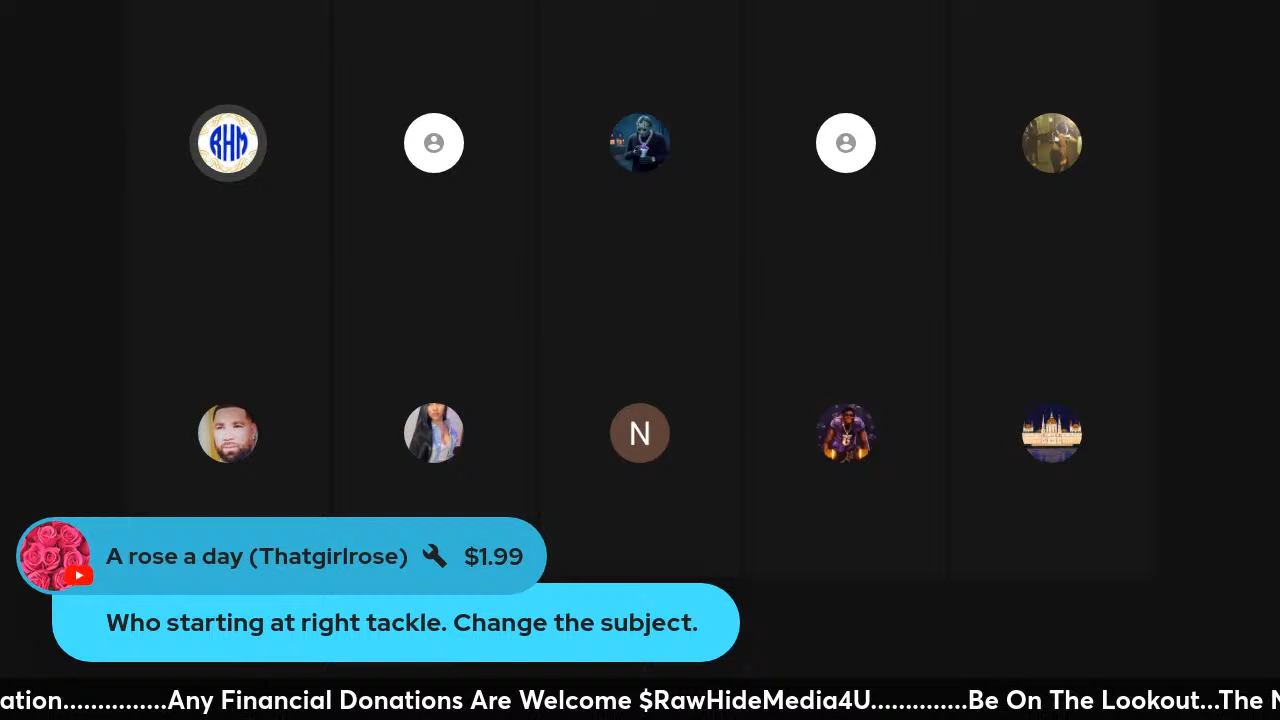 RHM
N
A rose a day (Thatgirlrose) $1.99
Who starting at right tackle. Change the subject.
ation...............Any Financial Donations Are Welcome $RawHideMedia4U..............Be On The Lookout...The